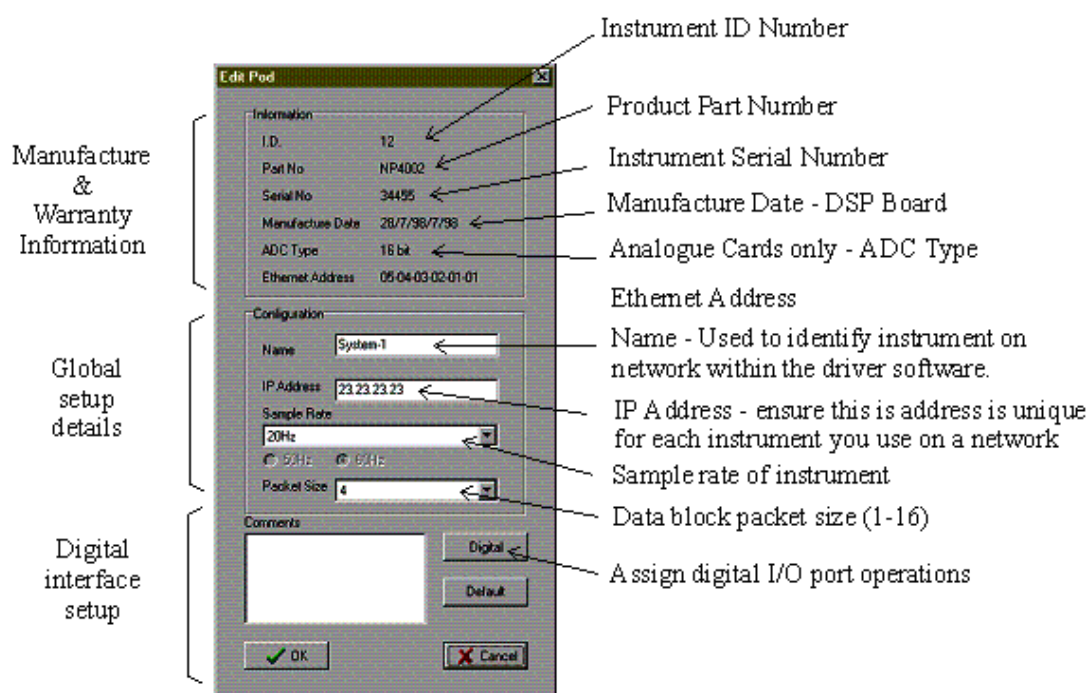 Instrument ID Number
Edit Pod
Information
I.D. 12
Product Part Number
Part No NP4002
Instrument Serial Number
Serial No 34455
Manufacture Date - DSP Board
Manufacture Date 28/7/98/7/98
Analogue Cards only - ADC Type
ADC Type 16 bit
Ethernet Address 05-04-03-02-01-01
Ethernet Address
Manufacture
&
Warranty
Information
Configuration
Name System-1
Name - Used to identify instrument on
network within the driver software.
IP Address 23.23.23.23
IP Address - ensure this is address is unique
for each instrument you use on a network
Sample Rate
20Hz
Sample rate of instrument
50Hz 60Hz
Packet Size 4
Data block packet size (1-16)
Global
setup
details
Comments
Digital
Assign digital I/O port operations
Default
OK
Cancel
Digital
interface
setup